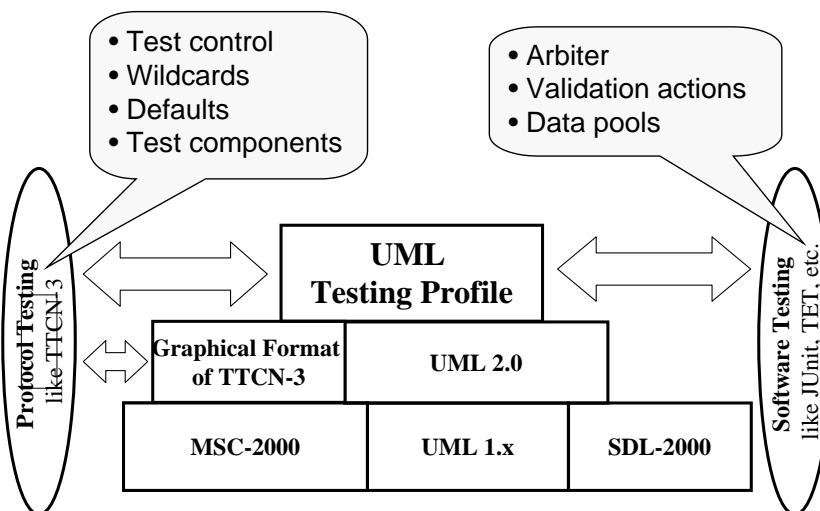 • Test control
• Wildcards
• Defaults
• Test components
• Arbiter
• Validation actions
• Data pools
Protocol Testing
like TTCN-3
UML
Testing Profile
Graphical Format
of TTCN-3
UML 2.0
MSC-2000
UML 1.x
SDL-2000
Software Testing
like JUnit, TET, etc.